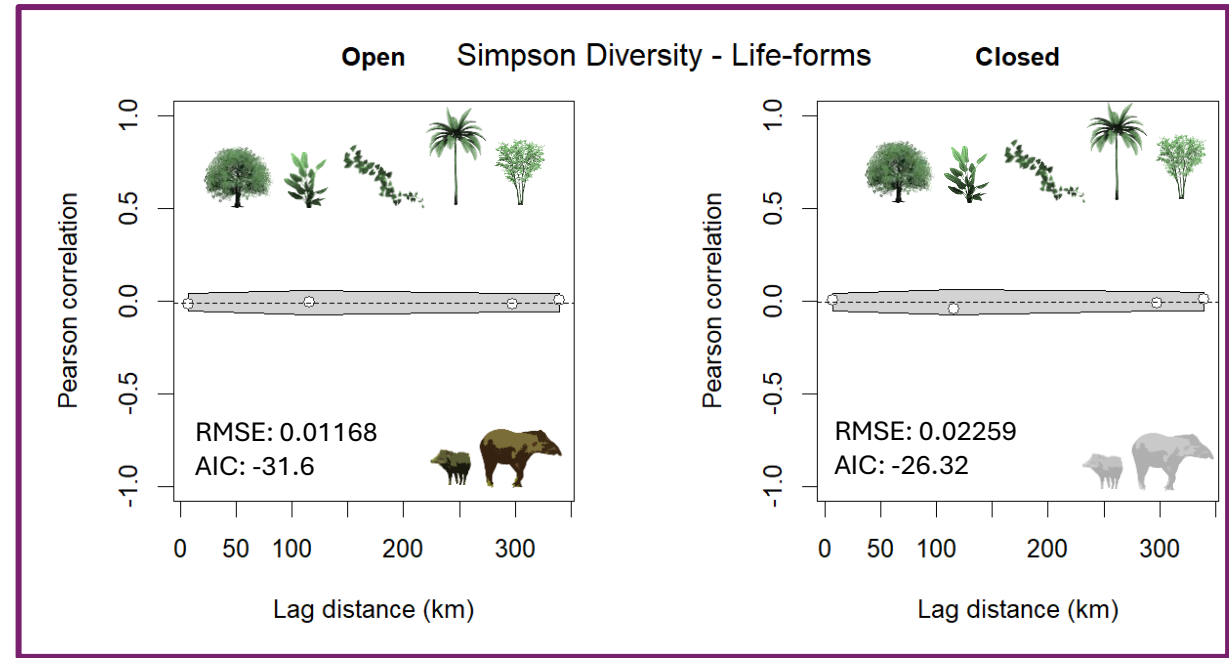 Open Simpson Diversity - Life-forms Closed
Pearson correlation
1.0
0.5
0.0
-0.5
-1.0
RMSE: 0.01168
AIC: -31.6
0 50 100 200 300
Lag distance (km)
Pearson correlation
1.0
0.5
0.0
-0.5
-1.0
RMSE: 0.02259
AIC: -26.32
0 50 100 200 300
Lag distance (km)